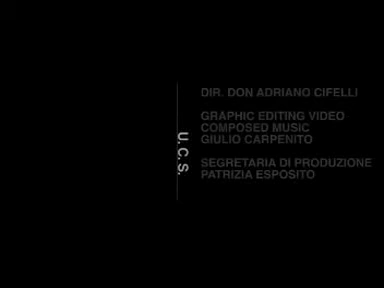 U. C. S.
DIR. DON ADRIANO CIFELLI
GRAPHIC EDITING VIDEO
COMPOSED MUSIC
GIULIO CARPENITO
SEGRETARIA DI PRODUZIONE
PATRIZIA ESPOSITO